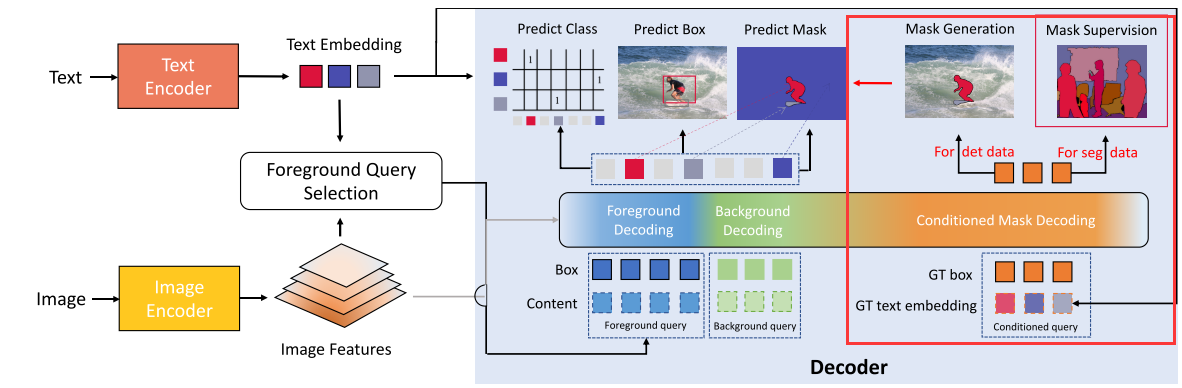 Text
Text
Encoder
Text Embedding
Foreground Query
Selection
Image
Image
Encoder
Image Features
Predict Class
1
1
1
Predict Box
Predict Mask
Mask Generation
Mask Supervision
For det data
For seg data
Foreground
Decoding
Background
Decoding
Conditioned Mask Decoding
Box
Content
Foreground query
Background query
GT box
GT text embedding
Conditioned query
Decoder